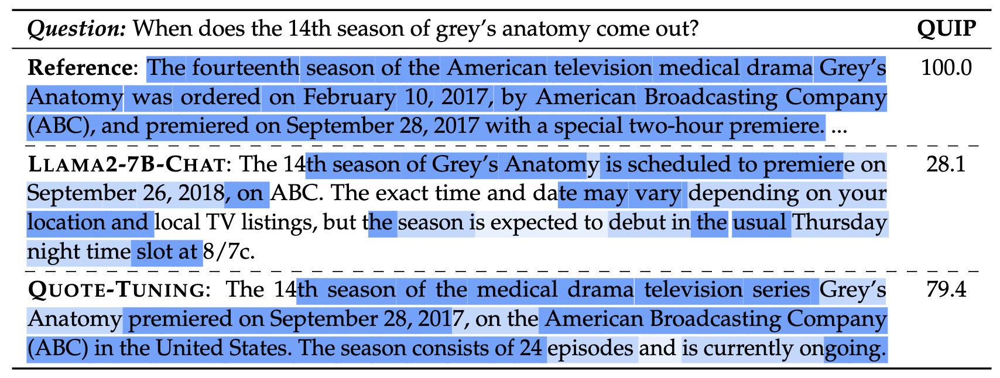 Question: When does the 14th season of grey's anatomy come out? QUIP
Reference: The fourteenth season of the American television medical drama Grey's 100.0
Anatomy was ordered on February 10, 2017, by American Broadcasting Company
(ABC), and premiered on September 28, 2017 with a special two-hour premiere. ...
LLAMA2-7B-CHAT: The 14th season of Grey's Anatomy is scheduled to premiere on 28.1
September 26, 2018, on ABC. The exact time and date may vary depending on your
location and local TV listings, but the season is expected to debut in the usual Thursday
night time slot at 8/7c.
QUOTE-TUNING: The 14th season of the medical drama television series Grey's 79.4
Anatomy premiered on September 28, 2017, on the American Broadcasting Company
(ABC) in the United States. The season consists of 24 episodes and is currently ongoing.